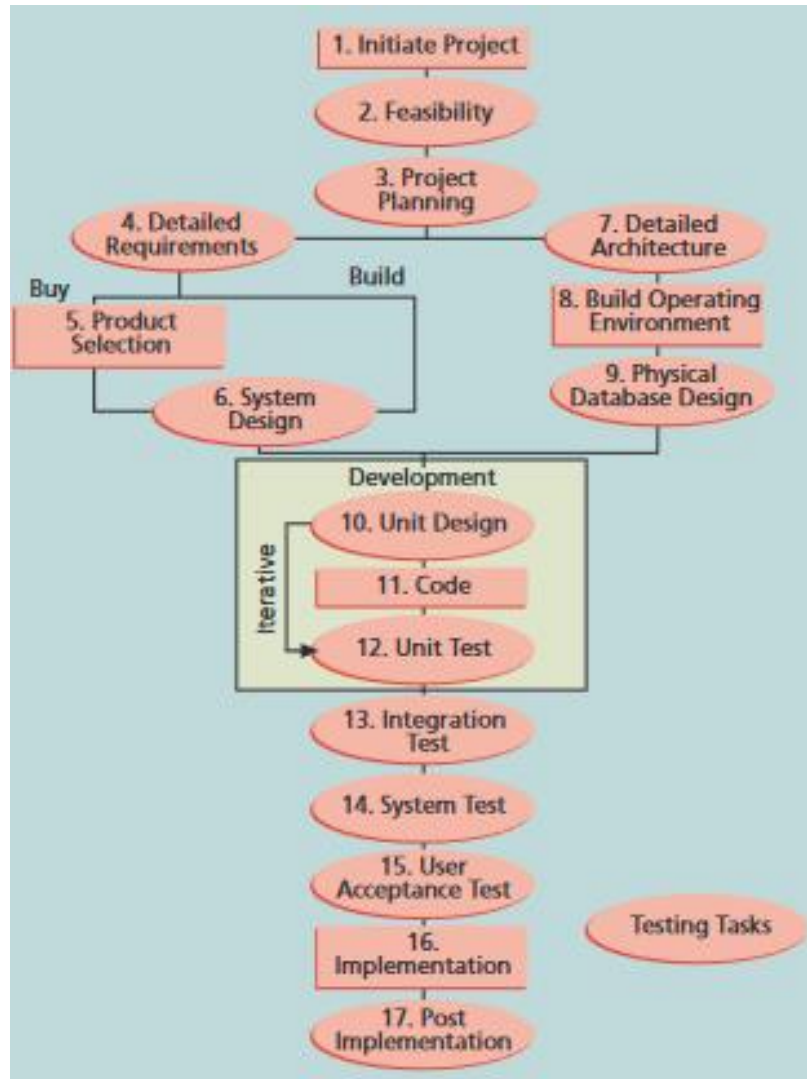 1. Initiate Project
2. Feasibility
3. Project
Planning
4. Detailed
Requirements
7. Detailed
Architecture
Buy
Build
5. Product
Selection
8. Build Operating
Environment
6. System
Design
9. Physical
Database Design
Development
10. Unit Design
Iterative
11. Code
12. Unit Test
13. Integration
Test
14. System Test
15. User
Acceptance Test
Testing Tasks
16.
Implementation
17. Post
Implementation